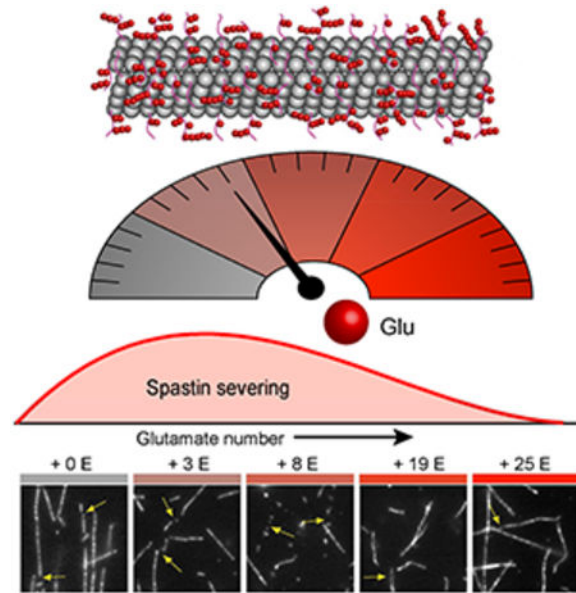 Glu
Spastin severing
Glutamate number
+ 0 E
+ 3 E
+ 8 E
+ 19 E
+ 25 E